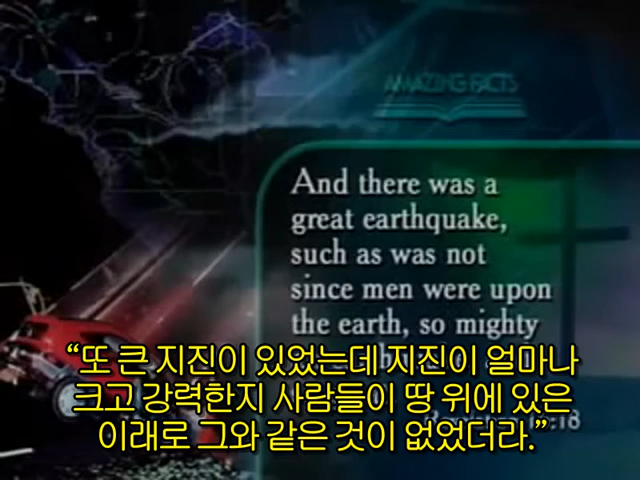 AMAZING FACTS
And there was a
great earthquake,
such as was not
since men were upon
the earth, so mighty
“또 큰 지진이 있었는데 지진이 얼마나
크고 강력한지 사람들이 땅 위에 있은
이래로 그와 같은 것이 없었더라.”